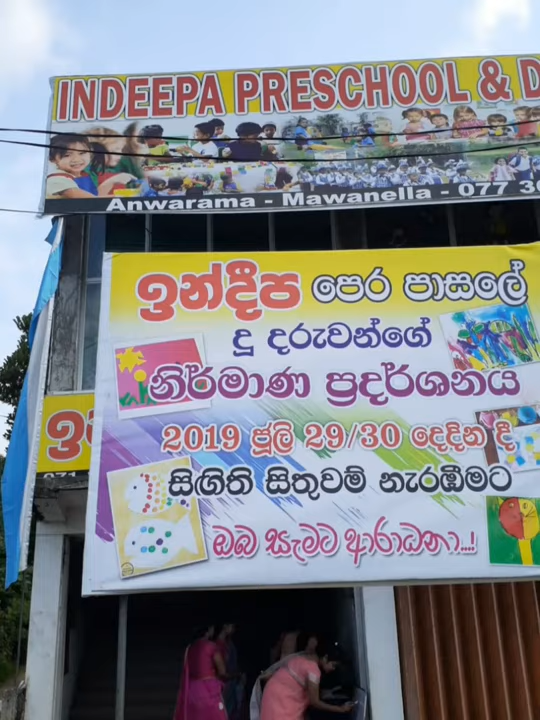 INDEEPA PRESCHOOL & D
Anwarama - Mawanella - 077 3
ඉන්දීප පෙර පාසලේ
දූ දරුවන්ගේ
නිර්මාණ ප්‍රදර්ශනය
2019 ජූලි 29/30 දෙදින දී
සිඟිති සිතුවම් නැරඹීමට
ඔබ සැමට ආරාධනා...!